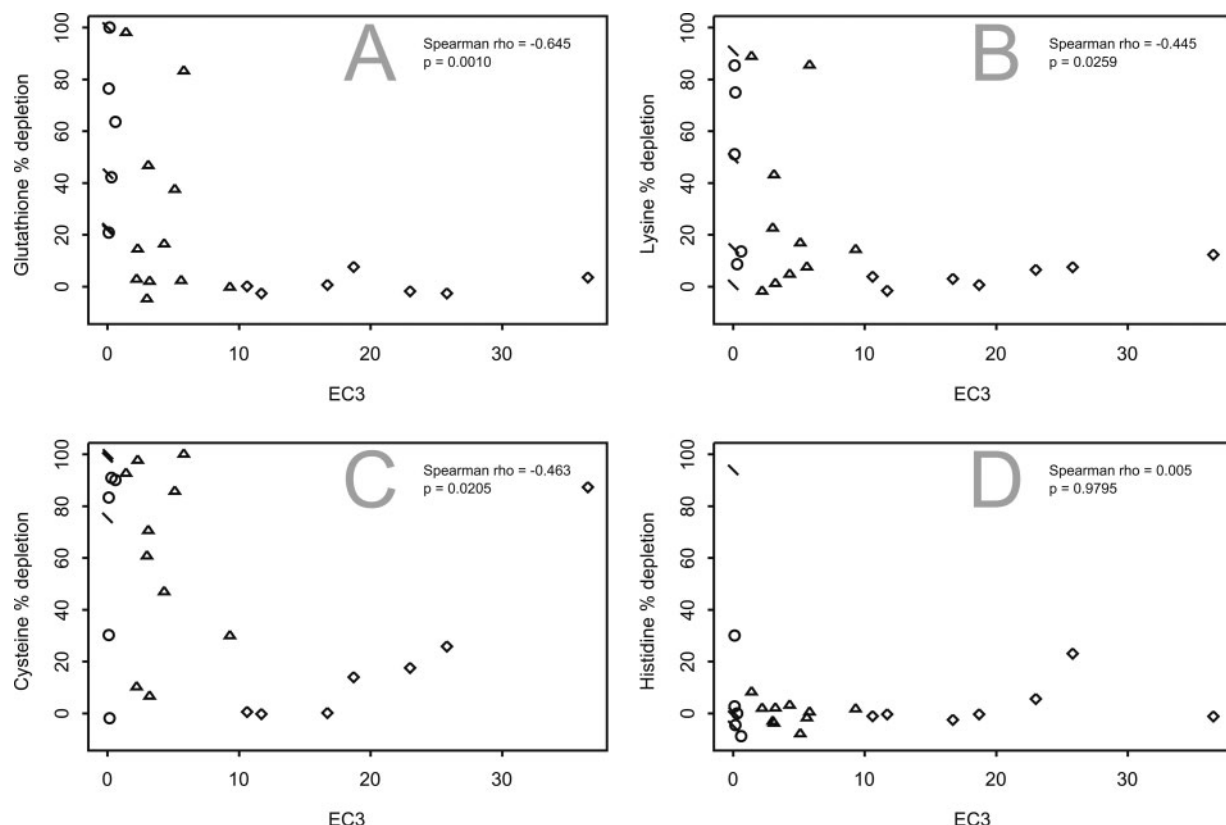 A
Spearman rho = -0.645
p = 0.0010
Glutathione % depletion
100
80
60
40
20
0
0 10 20 30
EC3
B
Spearman rho = -0.445
p = 0.0259
Lysine % depletion
100
80
60
40
20
0
0 10 20 30
EC3
C
Spearman rho = -0.463
p = 0.0205
Cysteine % depletion
100
80
60
40
20
0
0 10 20 30
EC3
D
Spearman rho = 0.005
p = 0.9795
Histidine % depletion
100
80
60
40
20
0
0 10 20 30
EC3